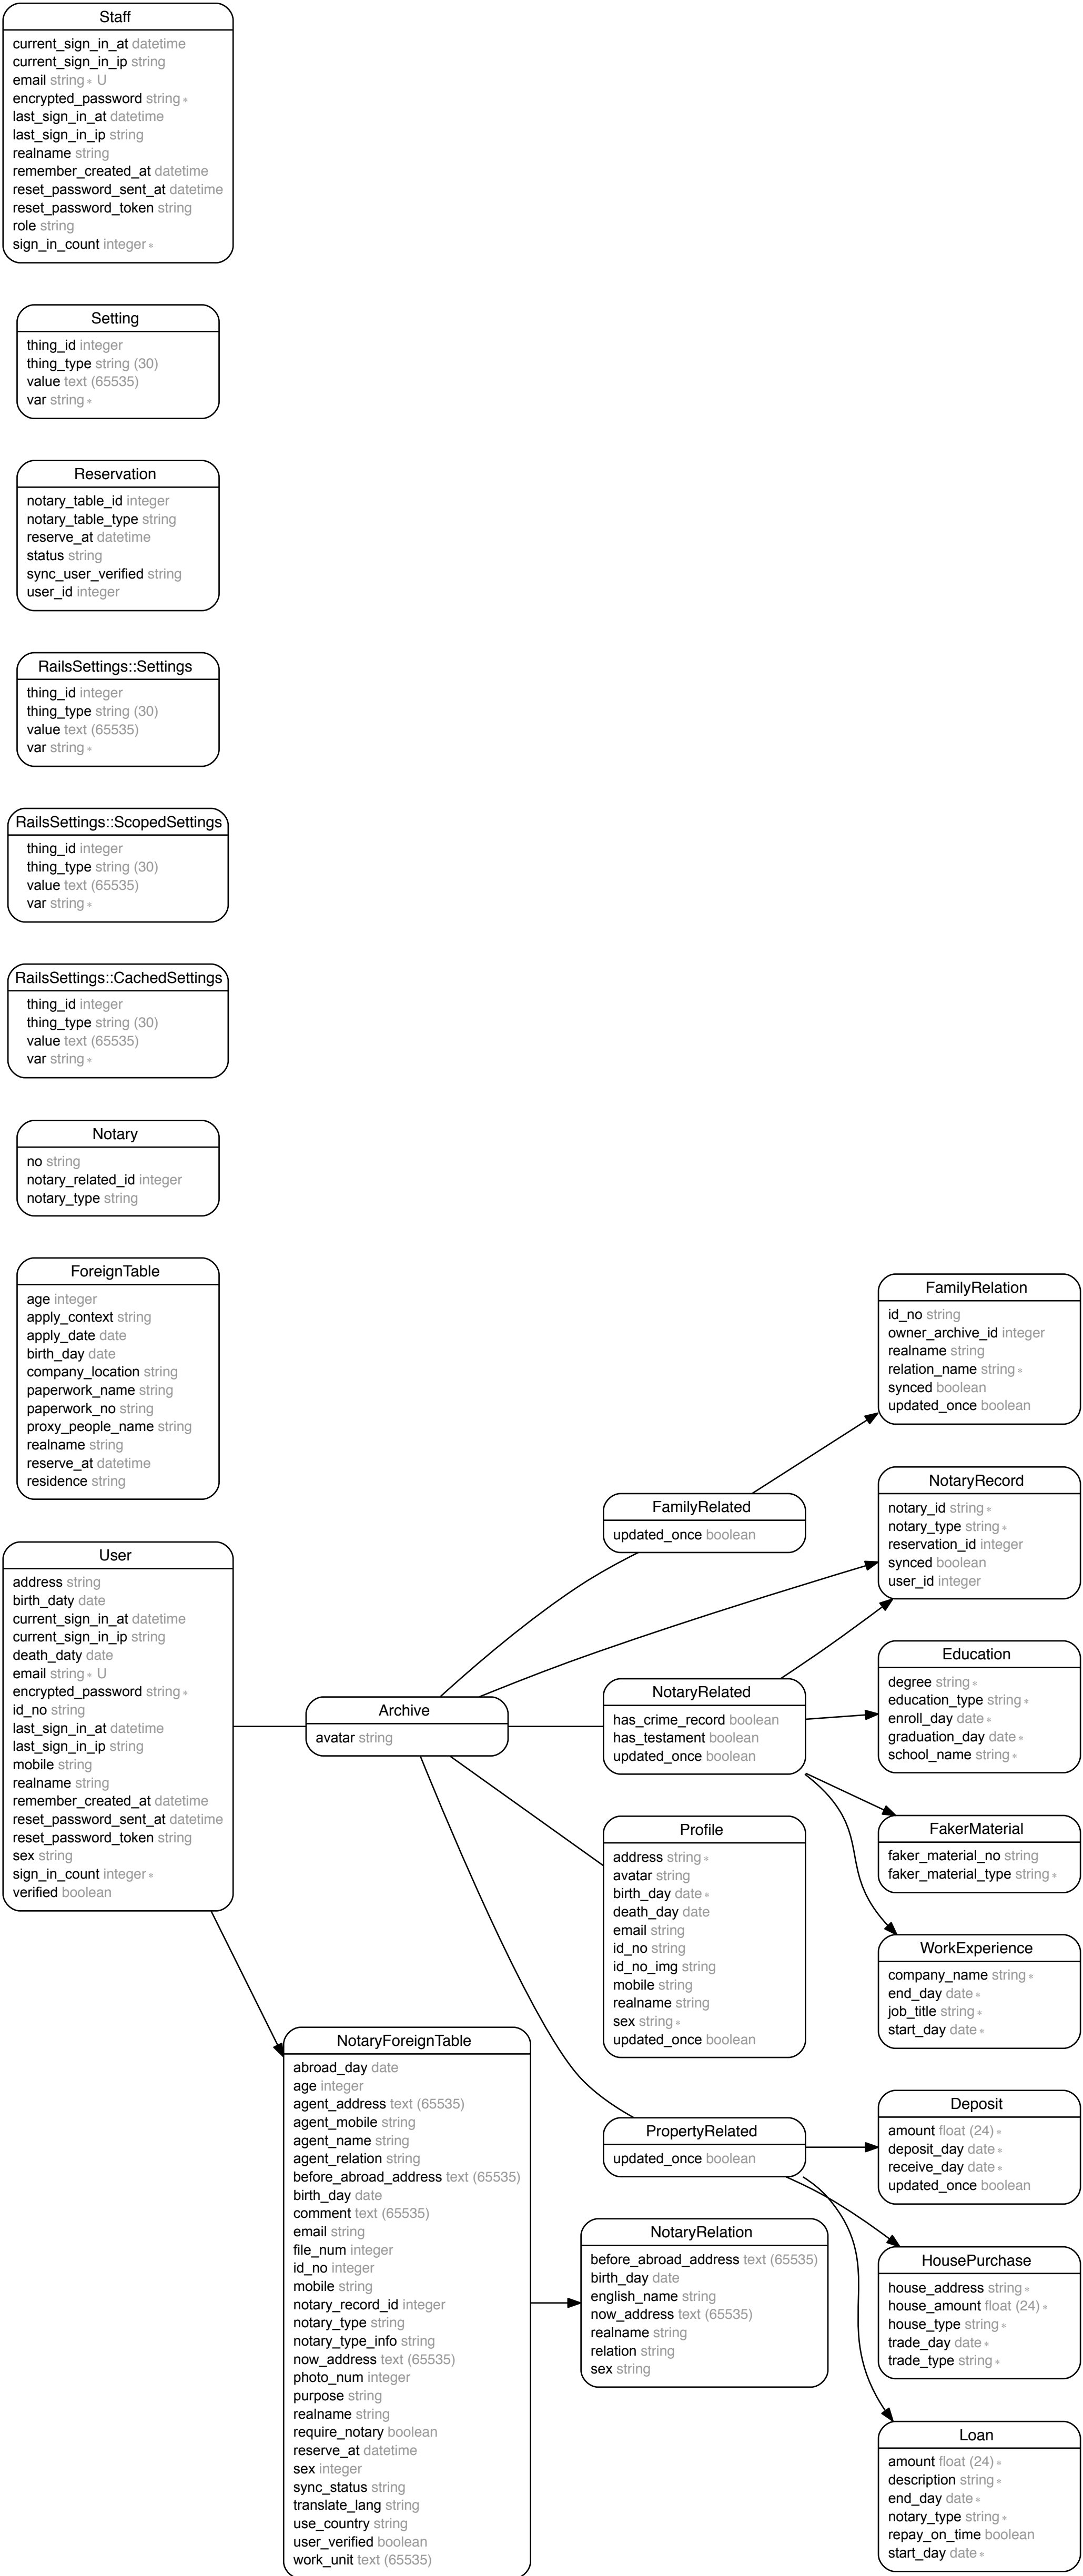 Staff
current_sign_in_at datetime
current_sign_in_ip string
email string * U
encrypted_password string *
last_sign_in_at datetime
last_sign_in_ip string
realname string
remember_created_at datetime
reset_password_sent_at datetime
reset_password_token string
role string
sign_in_count integer *
Setting
thing_id integer
thing_type string (30)
value text (65535)
var string *
Reservation
notary_table_id integer
notary_table_type string
reserve_at datetime
status string
sync_user_verified string
user_id integer
RailsSettings::Settings
thing_id integer
thing_type string (30)
value text (65535)
var string *
RailsSettings::ScopedSettings
thing_id integer
thing_type string (30)
value text (65535)
var string *
RailsSettings::CachedSettings
thing_id integer
thing_type string (30)
value text (65535)
var string *
Notary
no string
notary_related_id integer
notary_type string
ForeignTable
age integer
apply_context string
apply_date date
birth_day date
company_location string
paperwork_name string
paperwork_no string
proxy_people_name string
realname string
reserve_at datetime
residence string
User
address string
birth_daty date
current_sign_in_at datetime
current_sign_in_ip string
death_daty date
email string * U
encrypted_password string *
id_no string
last_sign_in_at datetime
last_sign_in_ip string
mobile string
realname string
remember_created_at datetime
reset_password_sent_at datetime
reset_password_token string
sex string
sign_in_count integer *
verified boolean
Archive
avatar string
NotaryForeignTable
abroad_day date
age integer
agent_address text (65535)
agent_mobile string
agent_name string
agent_relation string
before_abroad_address text (65535)
birth_day date
comment text (65535)
email string
file_num integer
id_no integer
mobile string
notary_record_id integer
notary_type string
notary_type_info string
now_address text (65535)
photo_num integer
purpose string
realname string
require_notary boolean
reserve_at datetime
sex integer
sync_status string
translate_lang string
use_country string
user_verified boolean
work_unit text (65535)
FamilyRelated
updated_once boolean
NotaryRelated
has_crime_record boolean
has_testament boolean
updated_once boolean
Profile
address string *
avatar string
birth_day date *
death_day date
email string
id_no string
id_no_img string
mobile string
realname string
sex string *
updated_once boolean
PropertyRelated
updated_once boolean
NotaryRelation
before_abroad_address text (65535)
birth_day date
english_name string
now_address text (65535)
realname string
relation string
sex string
FamilyRelation
id_no string
owner_archive_id integer
realname string
relation_name string *
synced boolean
updated_once boolean
NotaryRecord
notary_id string *
notary_type string *
reservation_id integer
synced boolean
user_id integer
Education
degree string *
education_type string *
enroll_day date *
graduation_day date *
school_name string *
FakerMaterial
faker_material_no string
faker_material_type string *
WorkExperience
company_name string *
end_day date *
job_title string *
start_day date *
Deposit
amount float (24) *
deposit_day date *
receive_day date *
updated_once boolean
HousePurchase
house_address string *
house_amount float (24) *
house_type string *
trade_day date *
trade_type string *
Loan
amount float (24) *
description string *
end_day date *
notary_type string *
repay_on_time boolean
start_day date *